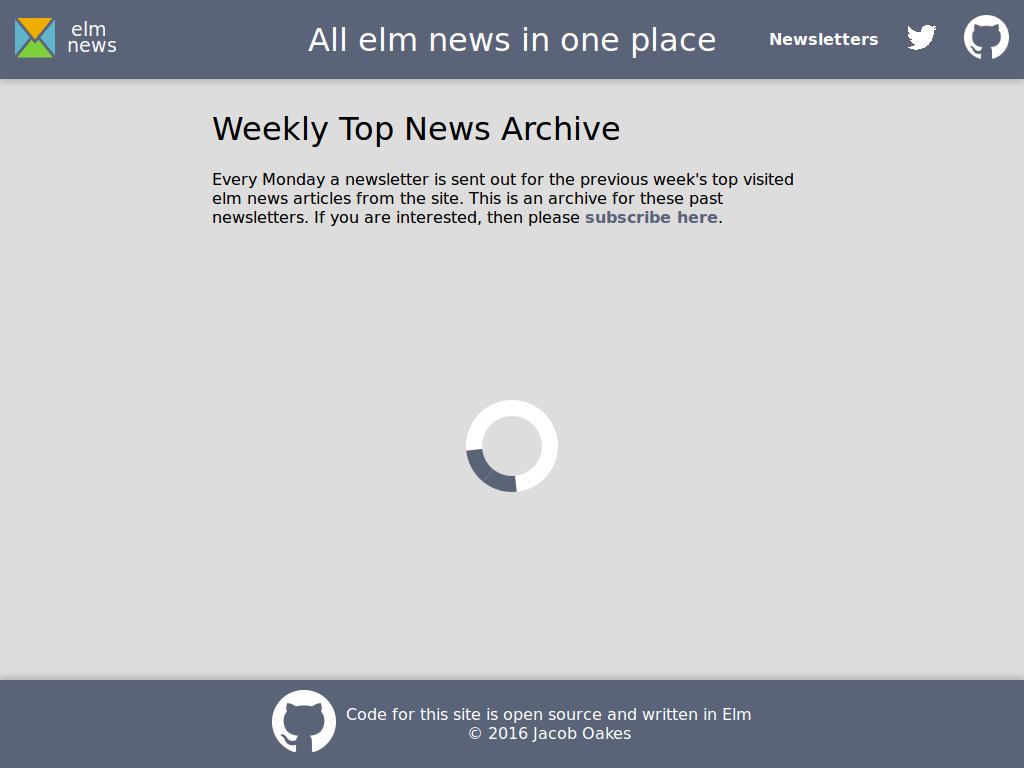 elm
news
All elm news in one place
Newsletters
Weekly Top News Archive
Every Monday a newsletter is sent out for the previous week's top visited
elm news articles from the site. This is an archive for these past
newsletters. If you are interested, then please subscribe here.
Code for this site is open source and written in Elm
© 2016 Jacob Oakes